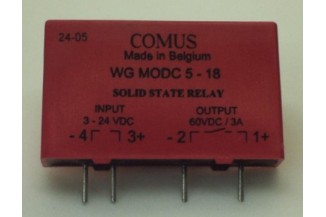 24-05
COMUS
Made in Belgium
WG MODC 5 - 18
SOLID STATE RELAY
INPUT OUTPUT
3 - 24 VDC 60VDC / 3A
- 4 3+ - 2 1+